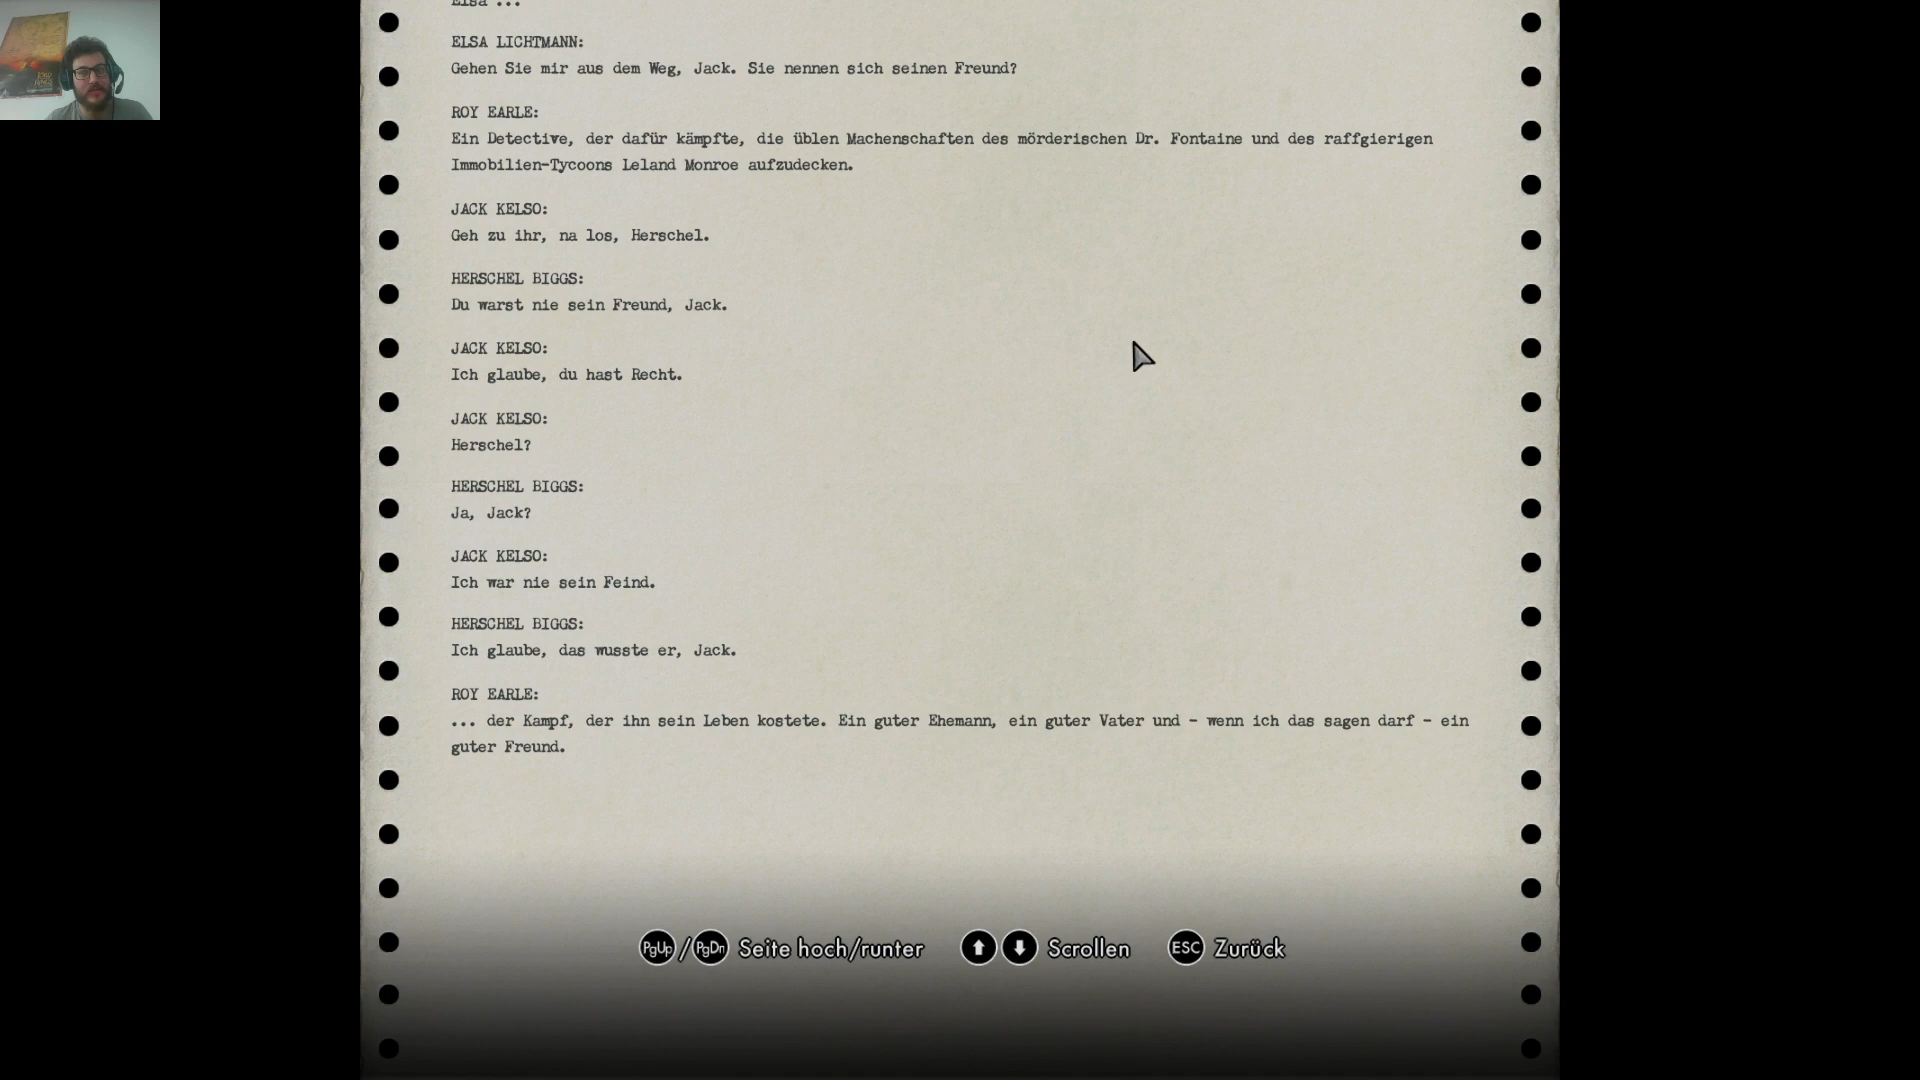 Elsa ...
ELSA LICHTMANN:
Gehen Sie mir aus dem Weg, Jack. Sie nennen sich seinen Freund?
ROY EARLE:
Ein Detective, der dafür kämpfte, die üblen Machenschaften des mörderischen Dr. Fontaine und des raffgierigen
Immobilien-Tycoons Leland Monroe aufzudecken.
JACK KELSO:
Geh zu ihr, na los, Herschel.
HERSCHEL BIGGS:
Du warst nie sein Freund, Jack.
JACK KELSO:
Ich glaube, du hast Recht.
JACK KELSO:
Herschel?
HERSCHEL BIGGS:
Ja, Jack?
JACK KELSO:
Ich war nie sein Feind.
HERSCHEL BIGGS:
Ich glaube, das wusste er, Jack.
ROY EARLE:
... der Kampf, der ihn sein Leben kostete. Ein guter Ehemann, ein guter Vater und - wenn ich das sagen darf - ein
guter Freund.
PgUp/PgDn Seite hoch/runter ⬆ ⬇ Scrollen ESC Zurück